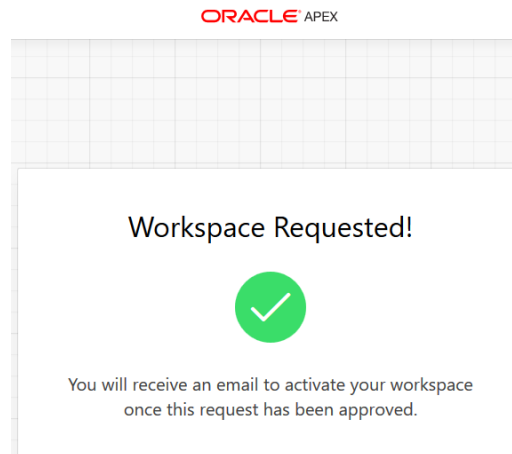 ORACLE APEX
Workspace Requested!
You will receive an email to activate your workspace
once this request has been approved.